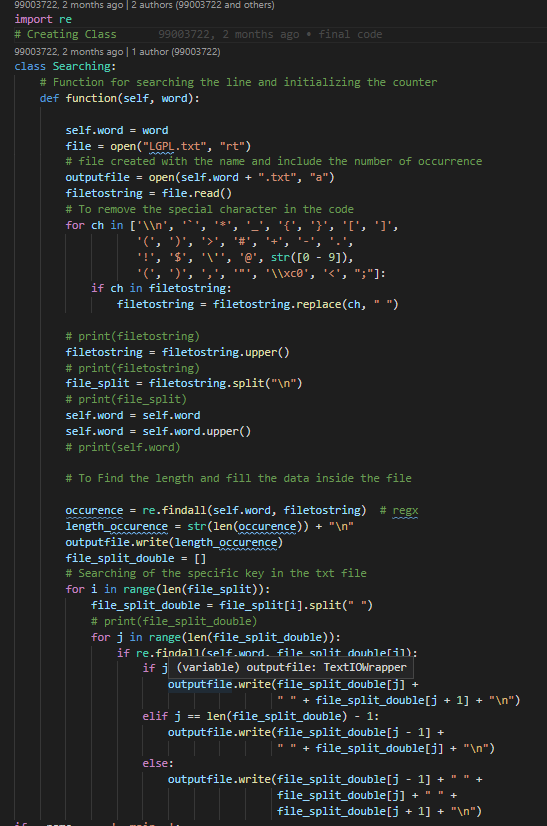 99003722, 2 months ago | 2 authors (99003722 and others)
import re
# Creating Class     99003722, 2 months ago • final code
99003722, 2 months ago | 1 author (99003722)
class Searching:
    # Function for searching the line and initializing the counter
    def function(self, word):
        self.word = word
        file = open("LGPL.txt", "rt")
        # file created with the name and include the number of occurrence
        outputfile = open(self.word + ".txt", "a")
        filetostring = file.read()
        # To remove the special character in the code
        for ch in ['\\n', '`', '*', '_', '{', '}', '[', ']',
                   '(', ')', '>', '#', '+', '-', '.',
                   '!', '$', '\'', '@', str([0 - 9]),
                   '(', ')', ',', '"', '\\xc0', '<', ";"]:
            if ch in filetostring:
                filetostring = filetostring.replace(ch, " ")
        # print(filetostring)
        filetostring = filetostring.upper()
        # print(filetostring)
        file_split = filetostring.split("\n")
        # print(file_split)
        self.word = self.word
        self.word = self.word.upper()
        # print(self.word)
        # To Find the length and fill the data inside the file
        occurence = re.findall(self.word, filetostring)  # regx
        length_occurence = str(len(occurence)) + "\n"
        outputfile.write(length_occurence)
        file_split_double = []
        # Searching of the specific key in the txt file
        for i in range(len(file_split)):
            file_split_double = file_split[i].split(" ")
            # print(file_split_double)
            for j in range(len(file_split_double)):
                if re.findall(self.word, file_split_double[j]):
                    if j (variable) outputfile: TextIOWrapper
                        outputfile.write(file_split_double[j] +
                                         " " + file_split_double[j + 1] + "\n")
                    elif j == len(file_split_double) - 1:
                        outputfile.write(file_split_double[j - 1] +
                                         " " + file_split_double[j] + "\n")
                    else:
                        outputfile.write(file_split_double[j - 1] + " " +
                                         file_split_double[j] + " " +
                                         file_split_double[j + 1] + "\n")